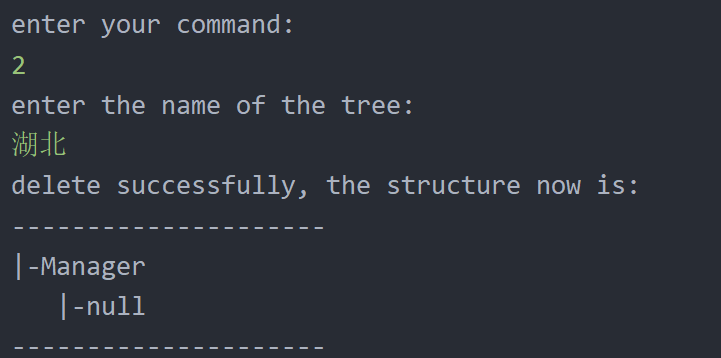 enter your command:
2
enter the name of the tree:
湖北
delete successfully, the structure now is:
---------------------
|-Manager
   |-null
---------------------